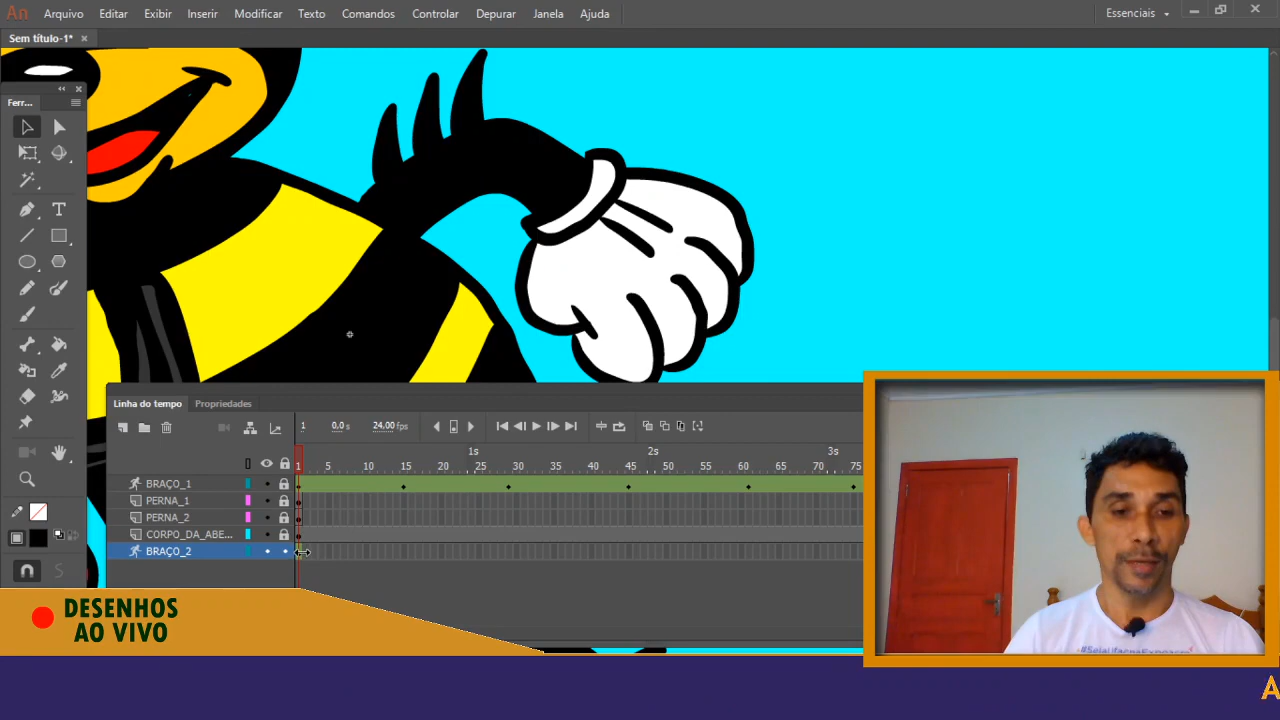 An Arquivo Editar Exibir Inserir Modificar Texto Comandos Controlar Depurar Janela Ajuda Essenciais
Sem título-1* ×
Ferr...
Linha do tempo Propriedades
1 0,0 s 24,00 fps
1s 2s 3s
1 5 10 15 20 25 30 35 40 45 50 55 60 65 70 75
BRAÇO_1
PERNA_1
PERNA_2
CORPO_DA_ABE...
BRAÇO_2
DESENHOS
AO VIVO
A